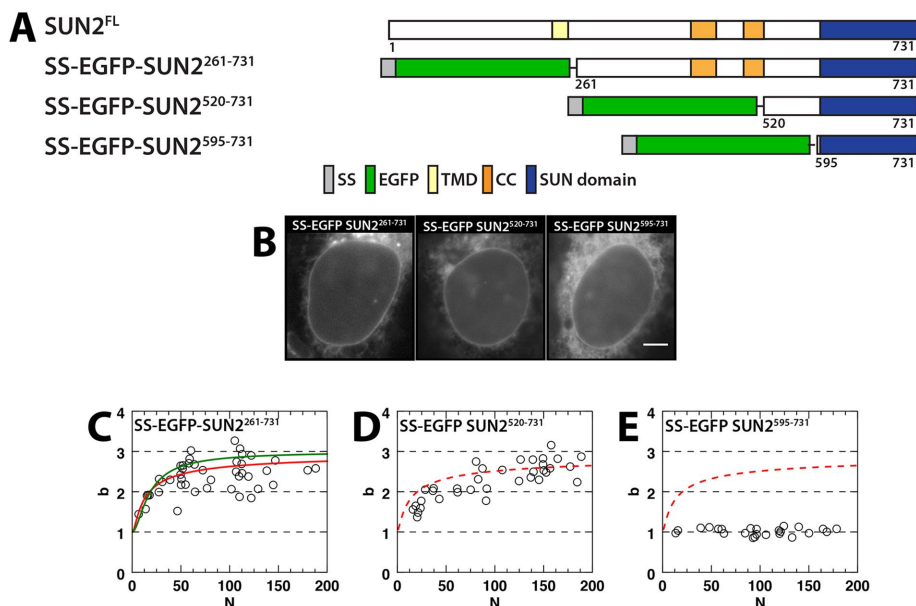 A
SUN2FL
1 731
SS-EGFP-SUN2261-731
261 731
SS-EGFP-SUN2520-731
520 731
SS-EGFP-SUN2595-731
595 731
SS EGFP TMD CC SUN domain
B
SS-EGFP SUN2261-731 SS-EGFP SUN2520-731 SS-EGFP SUN2595-731
C
SS-EGFP-SUN2261-731
4
3
2
1
0
b
0 50 100 150 200
N
D
SS-EGFP SUN2520-731
4
3
2
1
0
b
0 50 100 150 200
N
E
SS-EGFP SUN2595-731
4
3
2
1
0
b
0 50 100 150 200
N